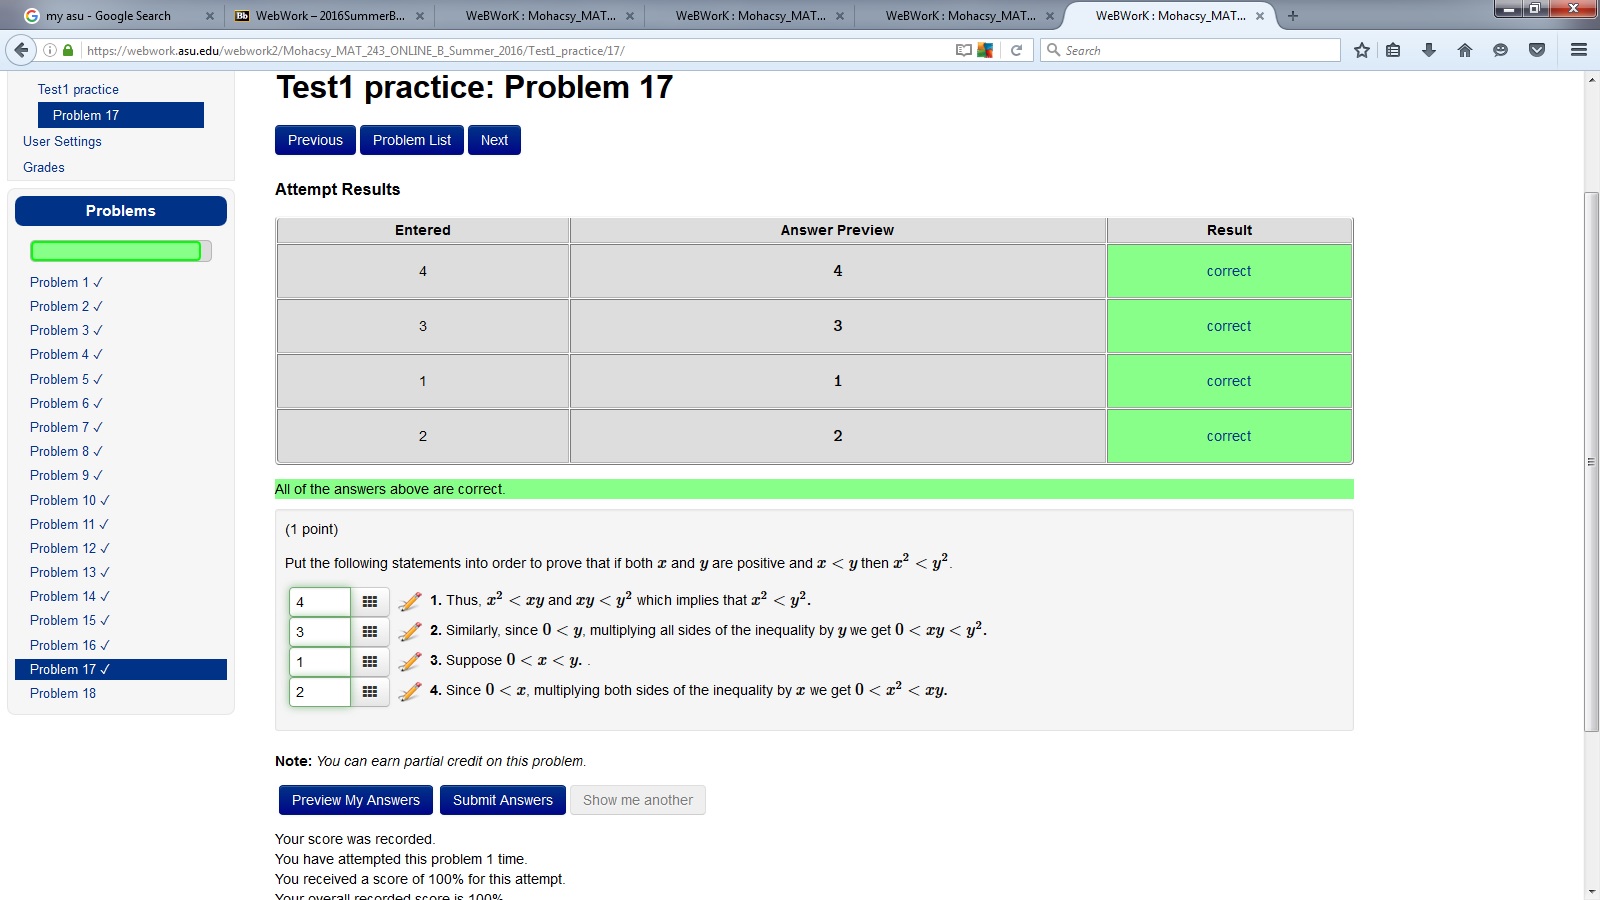 my asu - Google Search
Bb WebWork – 2016SummerB...
WeBWorK : Mohacsy_MAT...
WeBWorK : Mohacsy_MAT...
WeBWorK : Mohacsy_MAT...
WeBWorK : Mohacsy_MAT...
https://webwork.asu.edu/webwork2/Mohacsy_MAT_243_ONLINE_B_Summer_2016/Test1_practice/17/
Search
Test1 practice
Problem 17
User Settings
Grades
Problems
Problem 1 ✓
Problem 2 ✓
Problem 3 ✓
Problem 4 ✓
Problem 5 ✓
Problem 6 ✓
Problem 7 ✓
Problem 8 ✓
Problem 9 ✓
Problem 10 ✓
Problem 11 ✓
Problem 12 ✓
Problem 13 ✓
Problem 14 ✓
Problem 15 ✓
Problem 16 ✓
Problem 17 ✓
Problem 18
Test1 practice: Problem 17
Previous Problem List Next
Attempt Results
Entered Answer Preview Result
4 4 correct
3 3 correct
1 1 correct
2 2 correct
All of the answers above are correct.
(1 point)
Put the following statements into order to prove that if both x and y are positive and x < y then x² < y².
4 1. Thus, x² < xy and xy < y² which implies that x² < y².
3 2. Similarly, since 0 < y, multiplying all sides of the inequality by y we get 0 < xy < y².
1 3. Suppose 0 < x < y. .
2 4. Since 0 < x, multiplying both sides of the inequality by x we get 0 < x² < xy.
Note: You can earn partial credit on this problem.
Preview My Answers Submit Answers Show me another
Your score was recorded.
You have attempted this problem 1 time.
You received a score of 100% for this attempt.
Your overall recorded score is 100%.